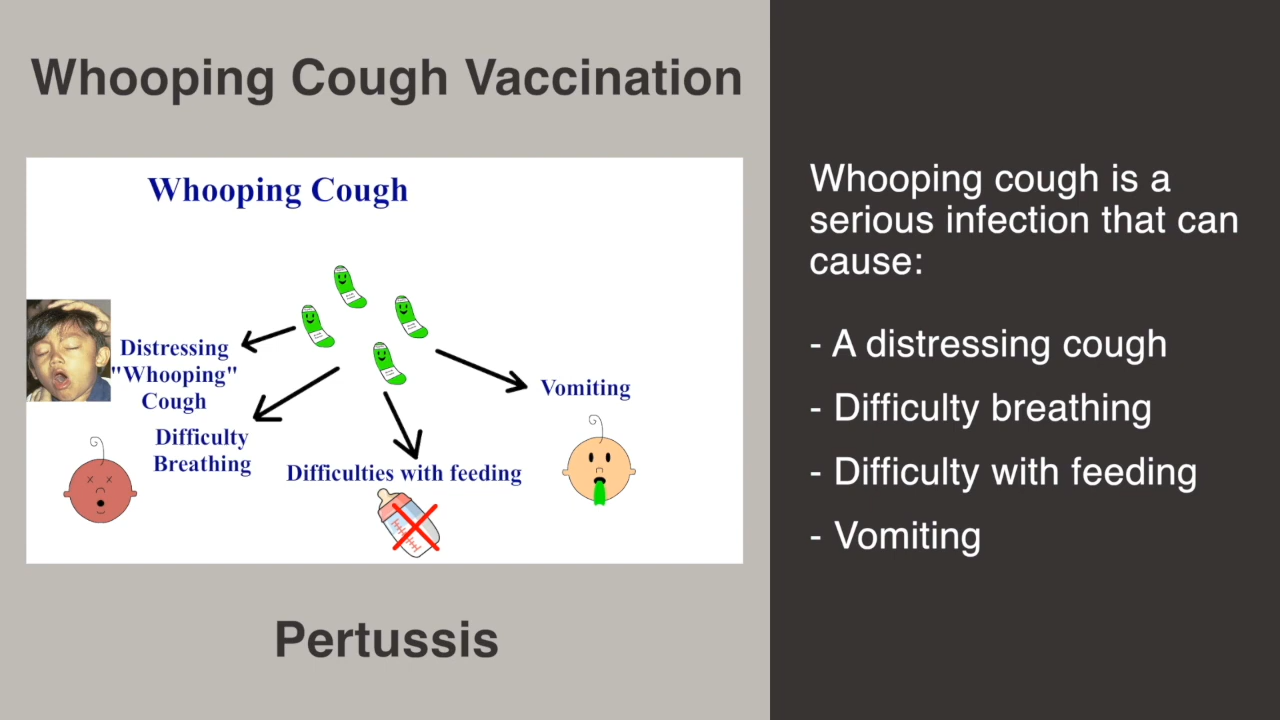 Whooping Cough Vaccination
Whooping Cough
Distressing
"Whooping"
Cough
Difficulty
Breathing
Difficulties with feeding
Vomiting
Pertussis
Whooping cough is a
serious infection that can
cause:
- A distressing cough
- Difficulty breathing
- Difficulty with feeding
- Vomiting